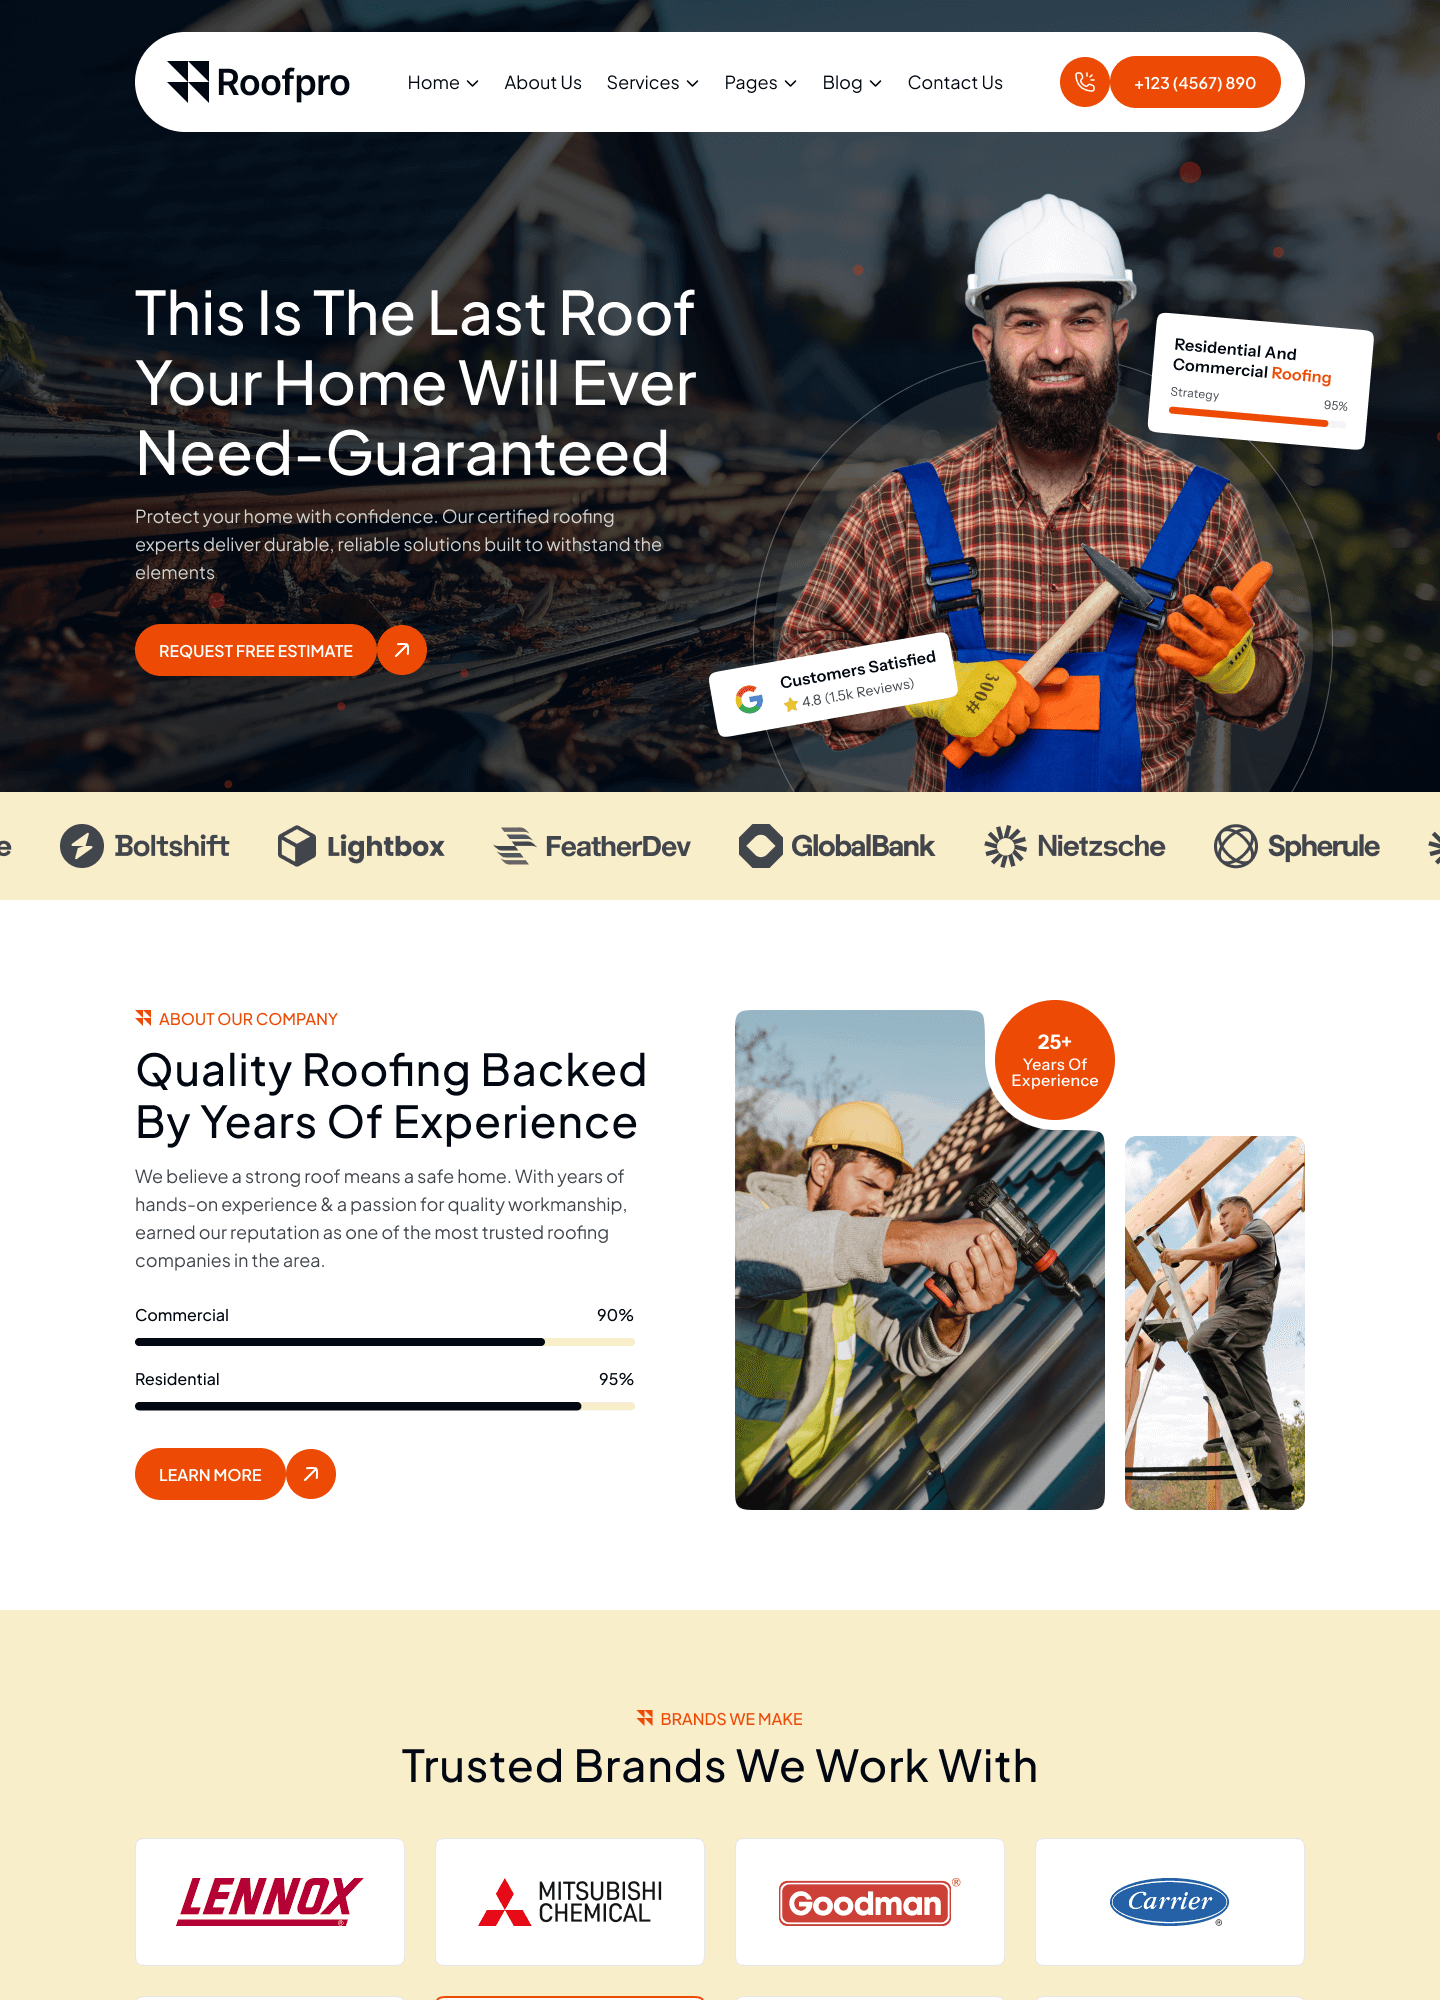 Roofpro
Home
About Us
Services
Pages
Blog
Contact Us
+123 (4567) 890
This Is The Last Roof
Your Home Will Ever
Need-Guaranteed
Protect your home with confidence. Our certified roofing
experts deliver durable, reliable solutions built to withstand the
elements
REQUEST FREE ESTIMATE
Residential And
Commercial Roofing
Strategy 95%
Customers Satisfied
4.8 (1.5k Reviews)
300#
300#
e
Boltshift
Lightbox
FeatherDev
GlobalBank
Nietzsche
Spherule
ABOUT OUR COMPANY
Quality Roofing Backed
By Years Of Experience
We believe a strong roof means a safe home. With years of
hands-on experience & a passion for quality workmanship,
earned our reputation as one of the most trusted roofing
companies in the area.
Commercial 90%
Residential 95%
LEARN MORE
25+
Years Of
Experience
BRANDS WE MAKE
Trusted Brands We Work With
LENNOX®
MITSUBISHI
CHEMICAL
Goodman®
Carrier®